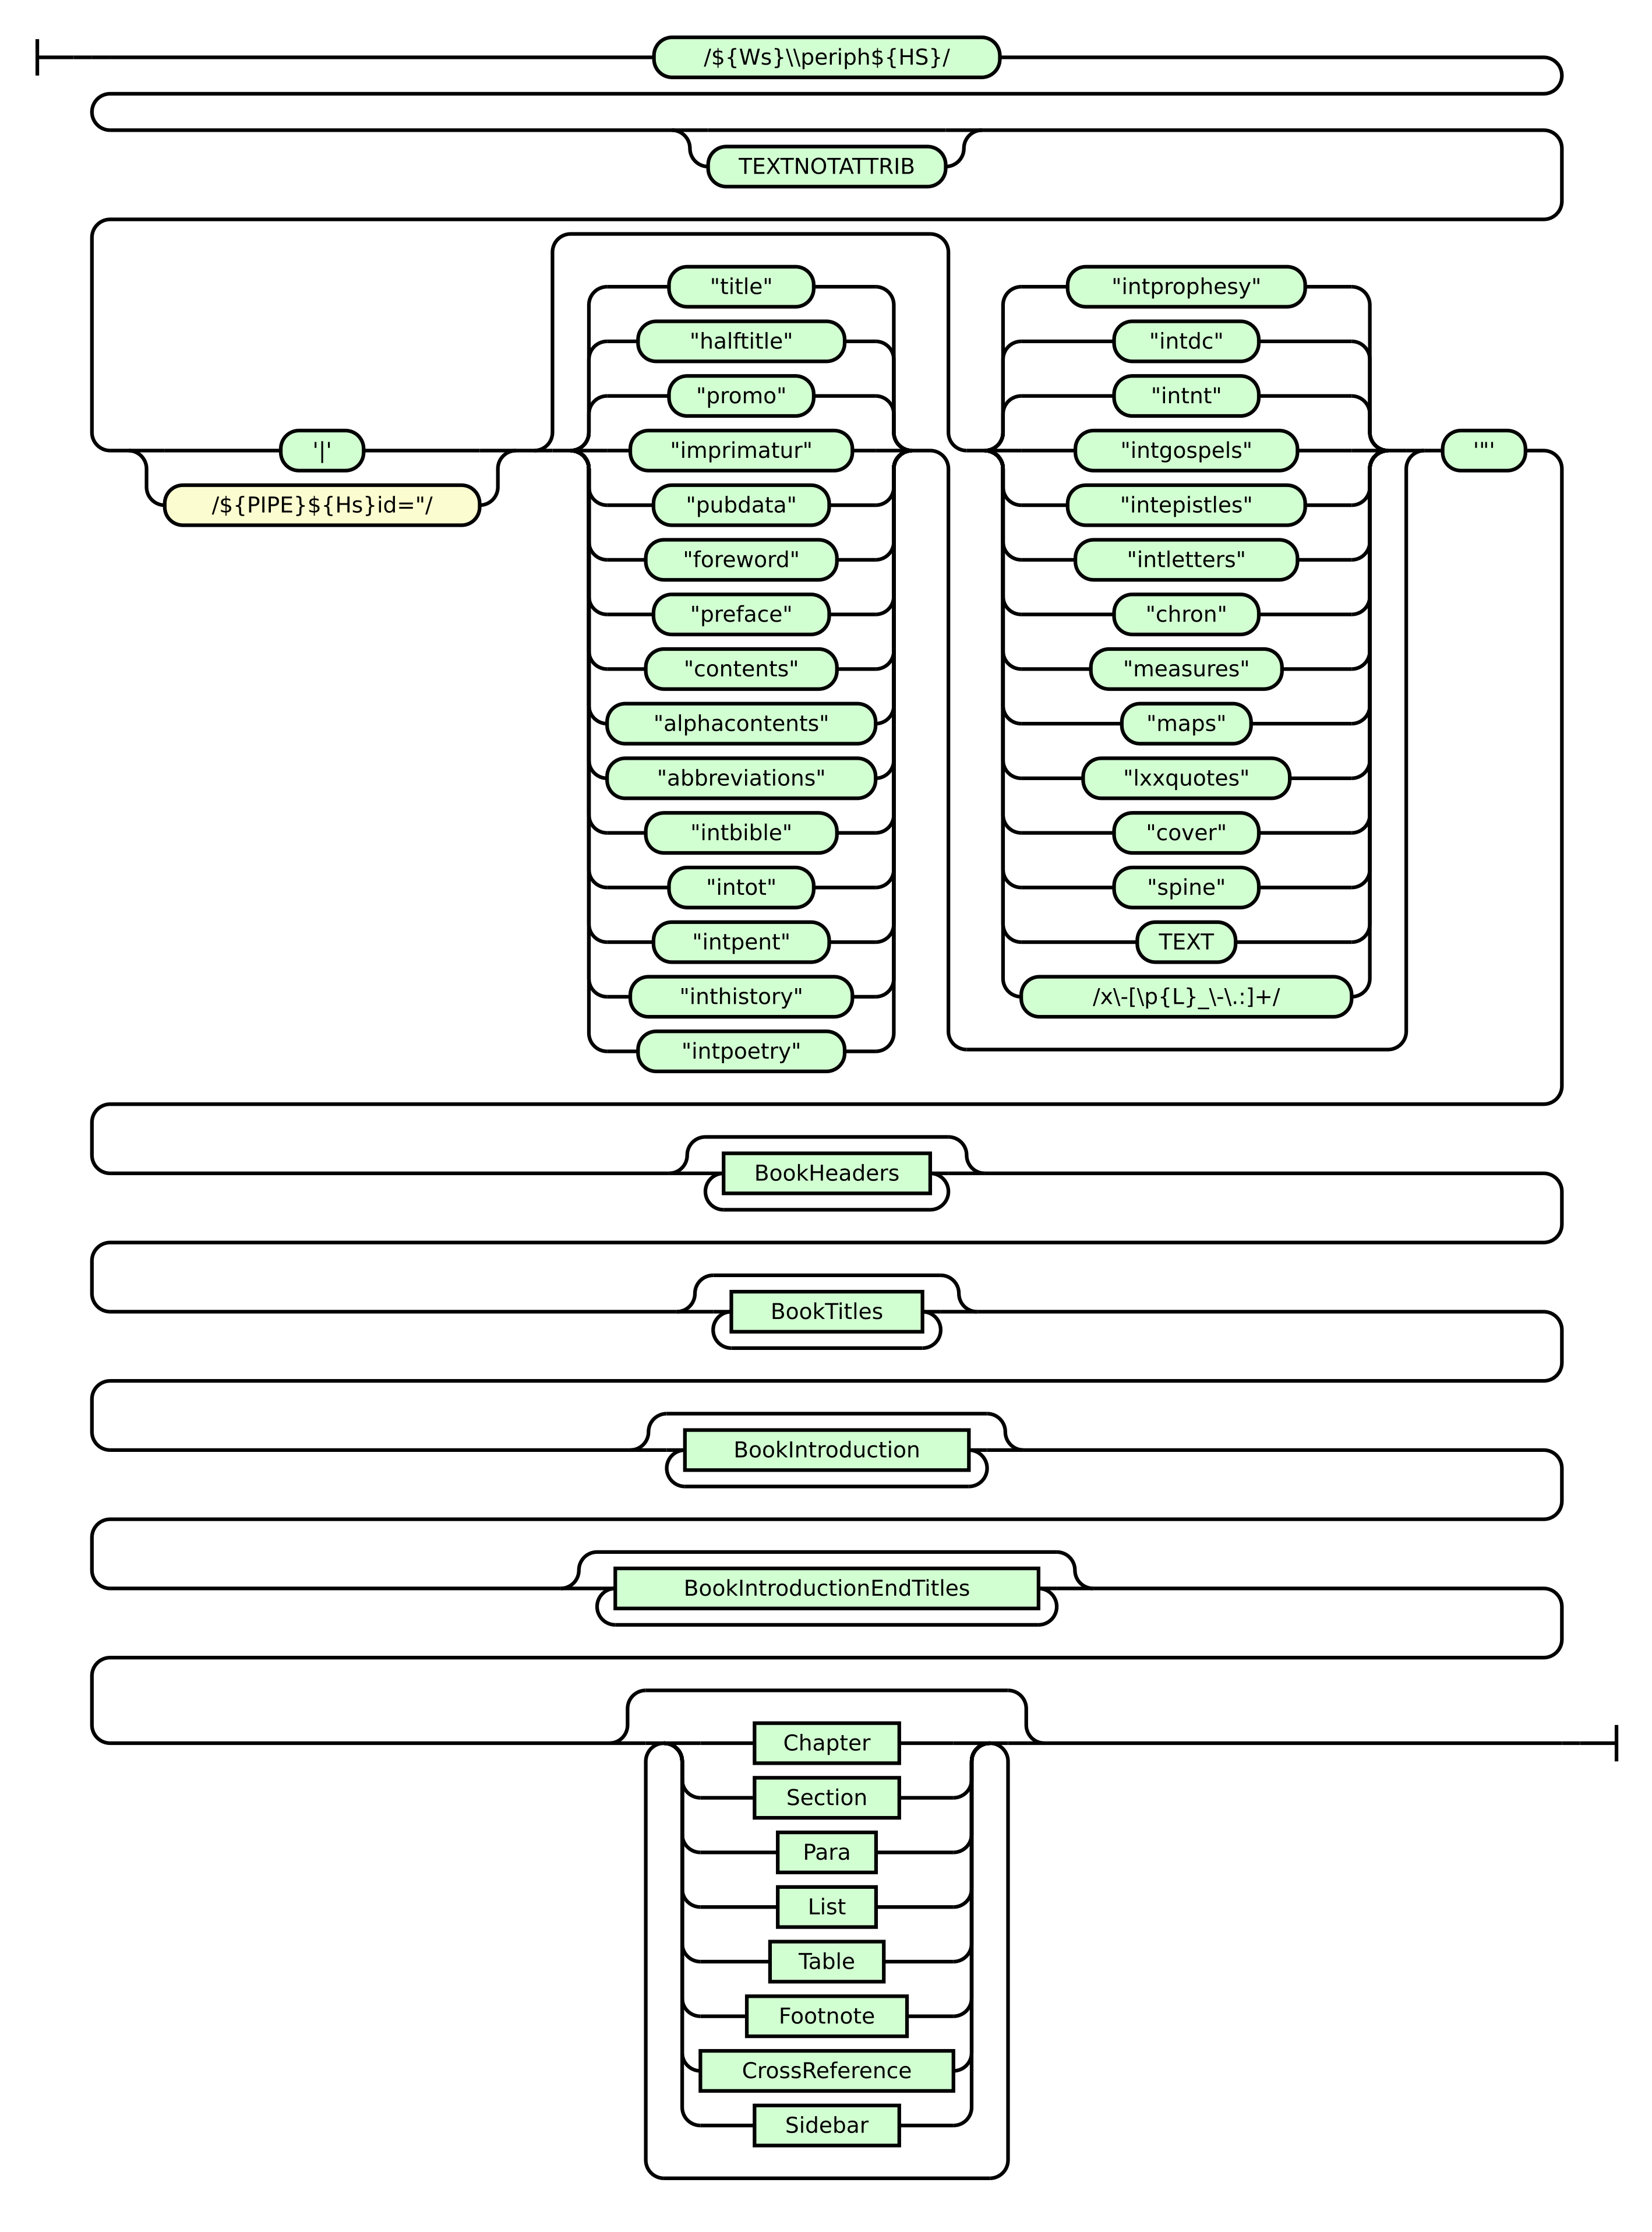 /${Ws}\\periph${HS}/
TEXTNOTATTRIB
'|'
/${PIPE}${Hs}id="/
"title"
"halftitle"
"promo"
"imprimatur"
"pubdata"
"foreword"
"preface"
"contents"
"alphacontents"
"abbreviations"
"intbible"
"intot"
"intpent"
"inthistory"
"intpoetry"
"intprophesy"
"intdc"
"intnt"
"intgospels"
"intepistles"
"intletters"
"chron"
"measures"
"maps"
"lxxquotes"
"cover"
"spine"
TEXT
/x\-[\p{L}_\-\.:]+/
'"'
BookHeaders
BookTitles
BookIntroduction
BookIntroductionEndTitles
Chapter
Section
Para
List
Table
Footnote
CrossReference
Sidebar